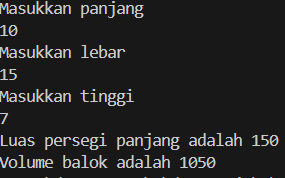 Masukkan panjang
10
Masukkan lebar
15
Masukkan tinggi
7
Luas persegi panjang adalah 150
Volume balok adalah 1050